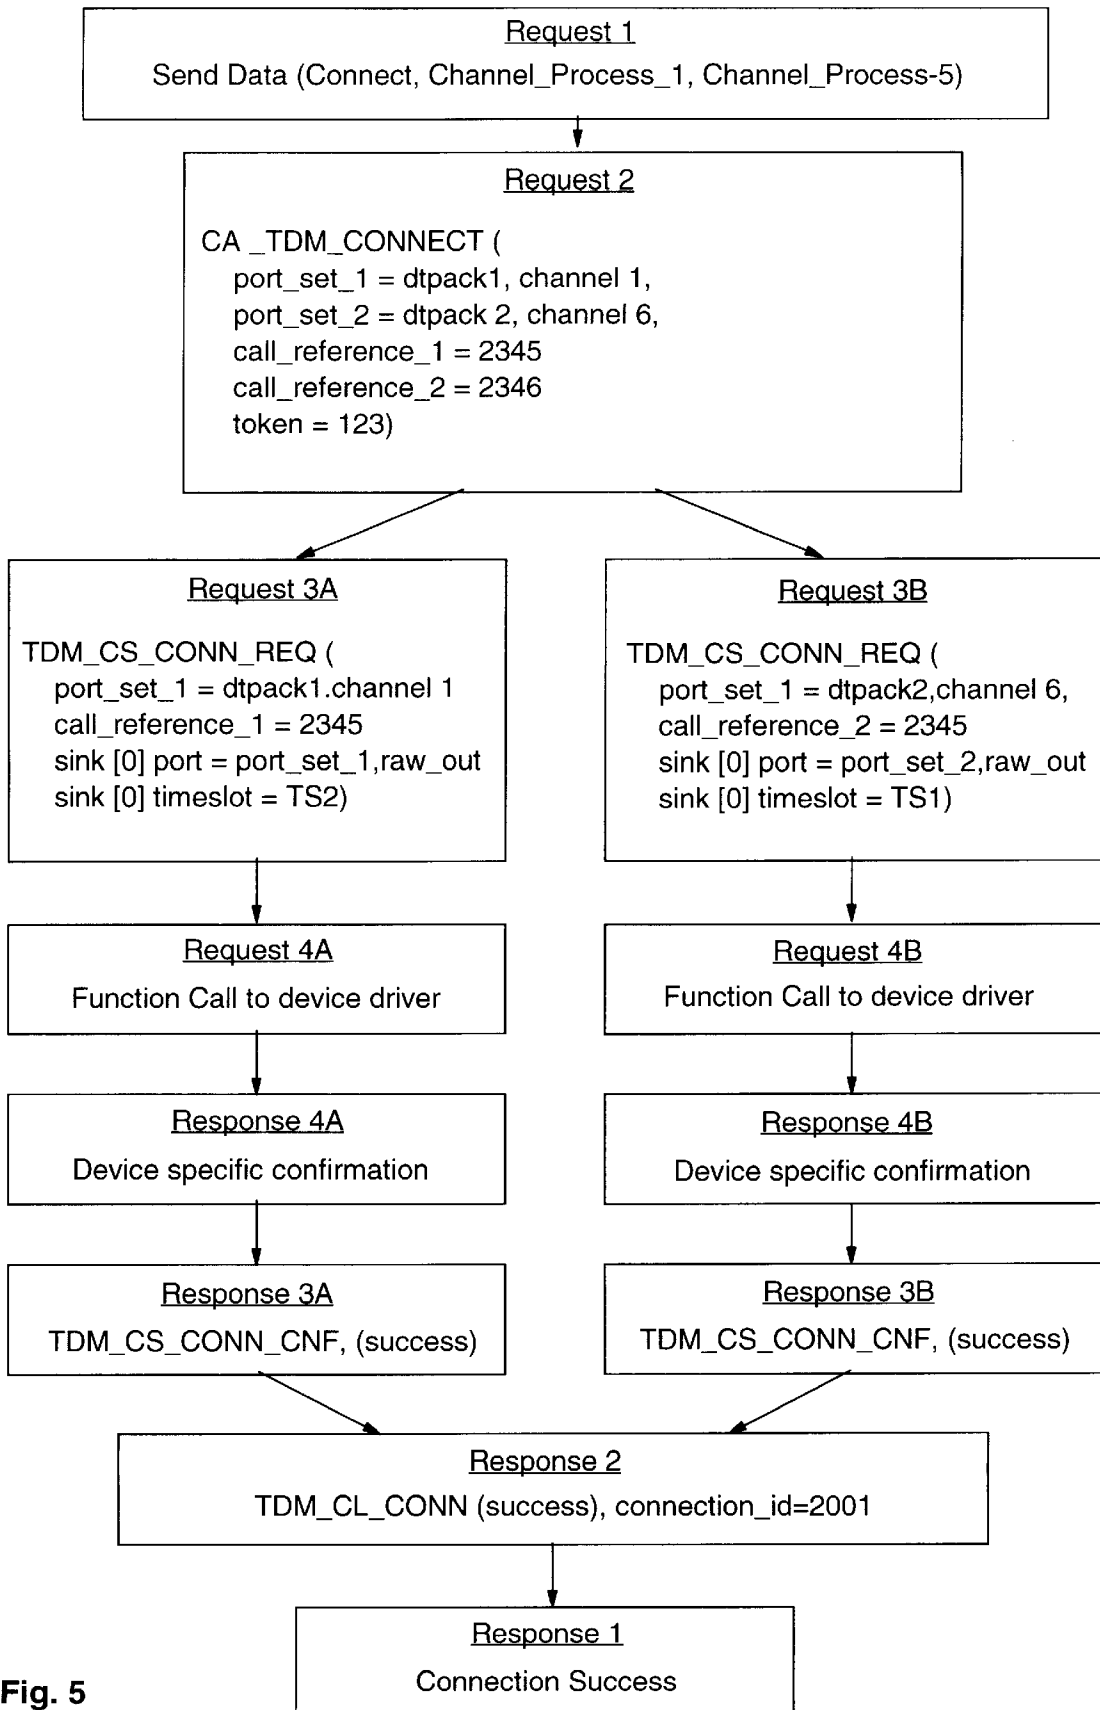 Request 1
Send Data (Connect, Channel_Process_1, Channel_Process-5)
Request 2
CA _TDM_CONNECT (
port_set_1 = dtpack1, channel 1,
port_set_2 = dtpack 2, channel 6,
call_reference_1 = 2345
call_reference_2 = 2346
token = 123)
Request 3A
TDM_CS_CONN_REQ (
port_set_1 = dtpack1.channel 1
call_reference_1 = 2345
sink [0] port = port_set_1,raw_out
sink [0] timeslot = TS2)
Request 3B
TDM_CS_CONN_REQ (
port_set_1 = dtpack2,channel 6,
call_reference_2 = 2345
sink [0] port = port_set_2,raw_out
sink [0] timeslot = TS1)
Request 4A
Function Call to device driver
Request 4B
Function Call to device driver
Response 4A
Device specific confirmation
Response 4B
Device specific confirmation
Response 3A
TDM_CS_CONN_CNF, (success)
Response 3B
TDM_CS_CONN_CNF, (success)
Response 2
TDM_CL_CONN (success), connection_id=2001
Response 1
Connection Success
Fig. 5